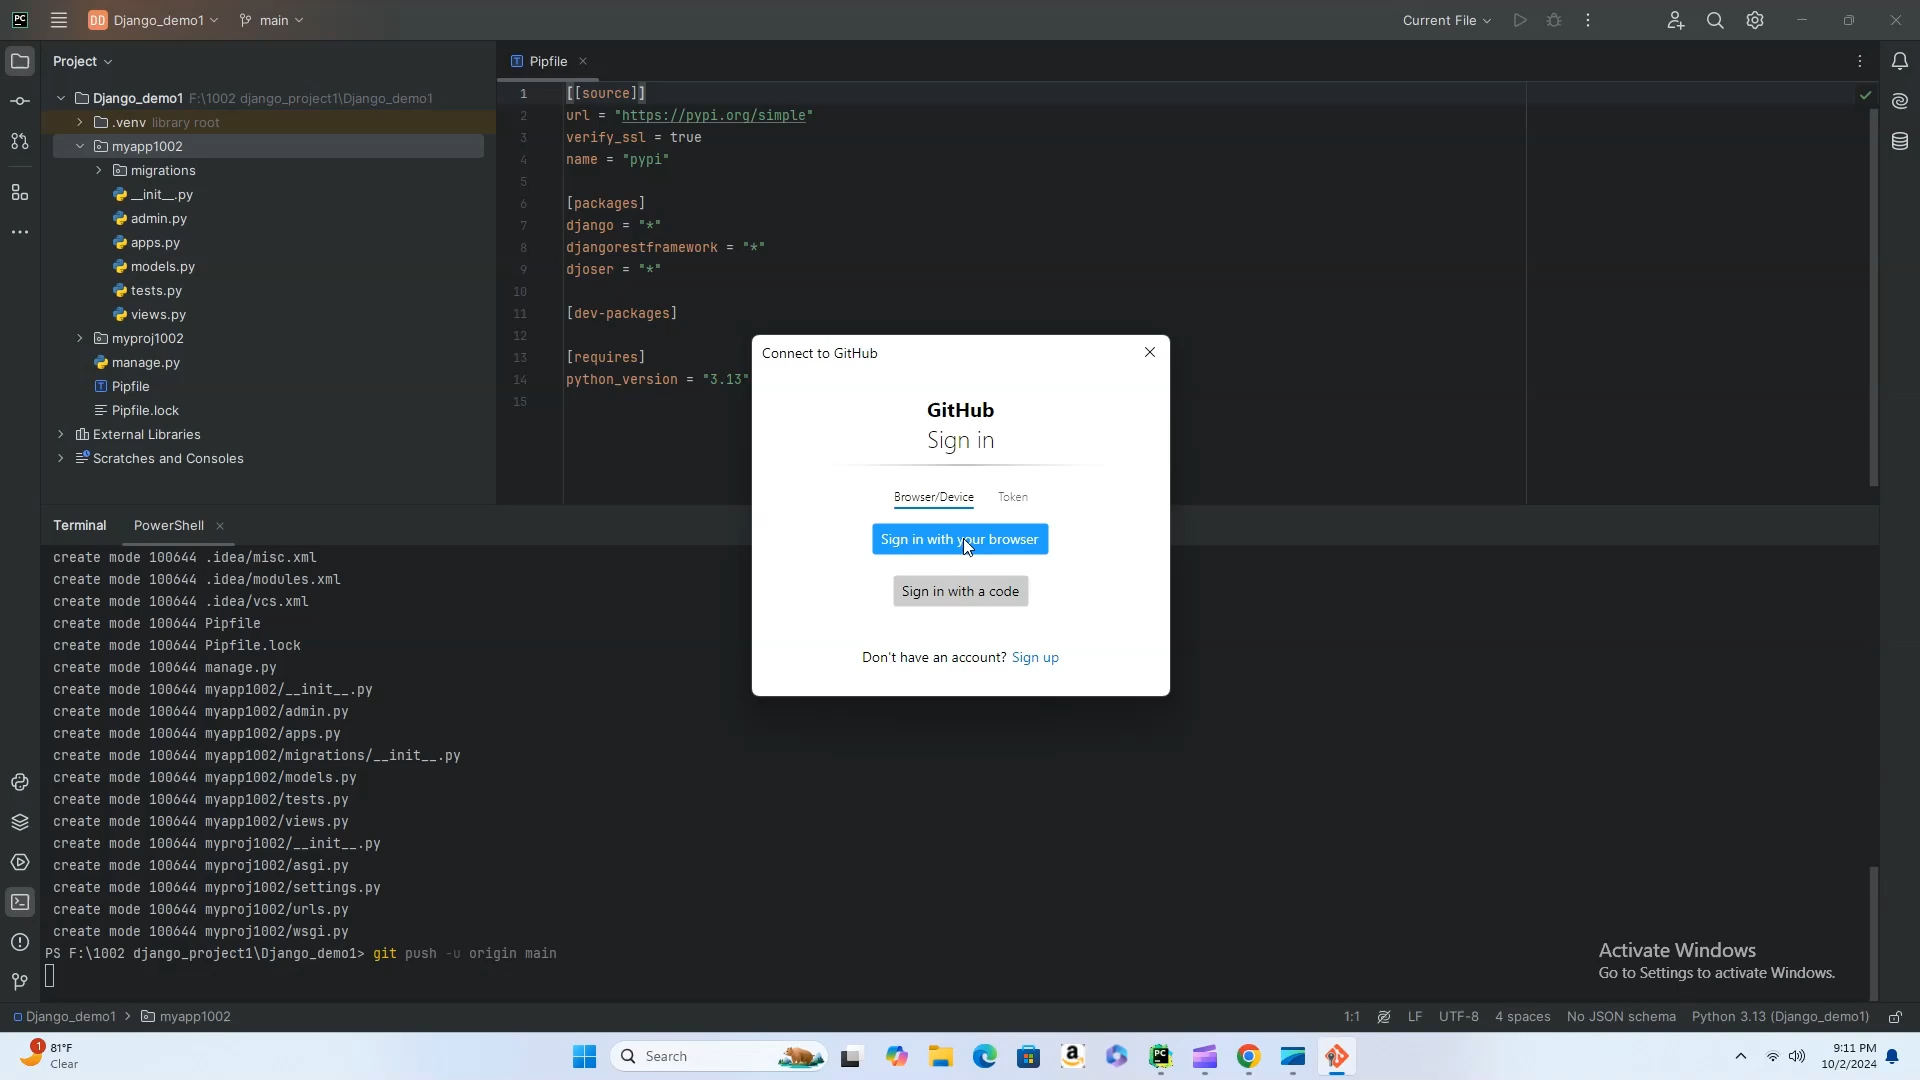 PC
DD Django_demo1
main
Current File
Project
Pipfile
Django_demo1 F:\1002 django_project1\Django_demo1
.venv library root
myapp1002
migrations
__init__.py
admin.py
apps.py
models.py
tests.py
views.py
myproj1002
manage.py
Pipfile
Pipfile.lock
External Libraries
Scratches and Consoles
1 [[source]]
2 url = "https://pypi.org/simple"
3 verify_ssl = true
4 name = "pypi"
5
6 [packages]
7 django = "*"
8 djangorestframework = "*"
9 djoser = "*"
10
11 [dev-packages]
12
13 [requires]
14 python_version = "3.13"
15
Connect to GitHub
GitHub
Sign in
Browser/Device Token
Sign in with your browser
Sign in with a code
Don't have an account? Sign up
Terminal PowerShell
create mode 100644 .idea/misc.xml
create mode 100644 .idea/modules.xml
create mode 100644 .idea/vcs.xml
create mode 100644 Pipfile
create mode 100644 Pipfile.lock
create mode 100644 manage.py
create mode 100644 myapp1002/__init__.py
create mode 100644 myapp1002/admin.py
create mode 100644 myapp1002/apps.py
create mode 100644 myapp1002/migrations/__init__.py
create mode 100644 myapp1002/models.py
create mode 100644 myapp1002/tests.py
create mode 100644 myapp1002/views.py
create mode 100644 myproj1002/__init__.py
create mode 100644 myproj1002/asgi.py
create mode 100644 myproj1002/settings.py
create mode 100644 myproj1002/urls.py
create mode 100644 myproj1002/wsgi.py
PS F:\1002 django_project1\Django_demo1> git push -u origin main
Activate Windows
Go to Settings to activate Windows.
Django_demo1 > myapp1002
1:1 LF UTF-8 4 spaces No JSON schema Python 3.13 (Django_demo1)
1
81°F
Clear
Search
PC
9:11 PM
10/2/2024